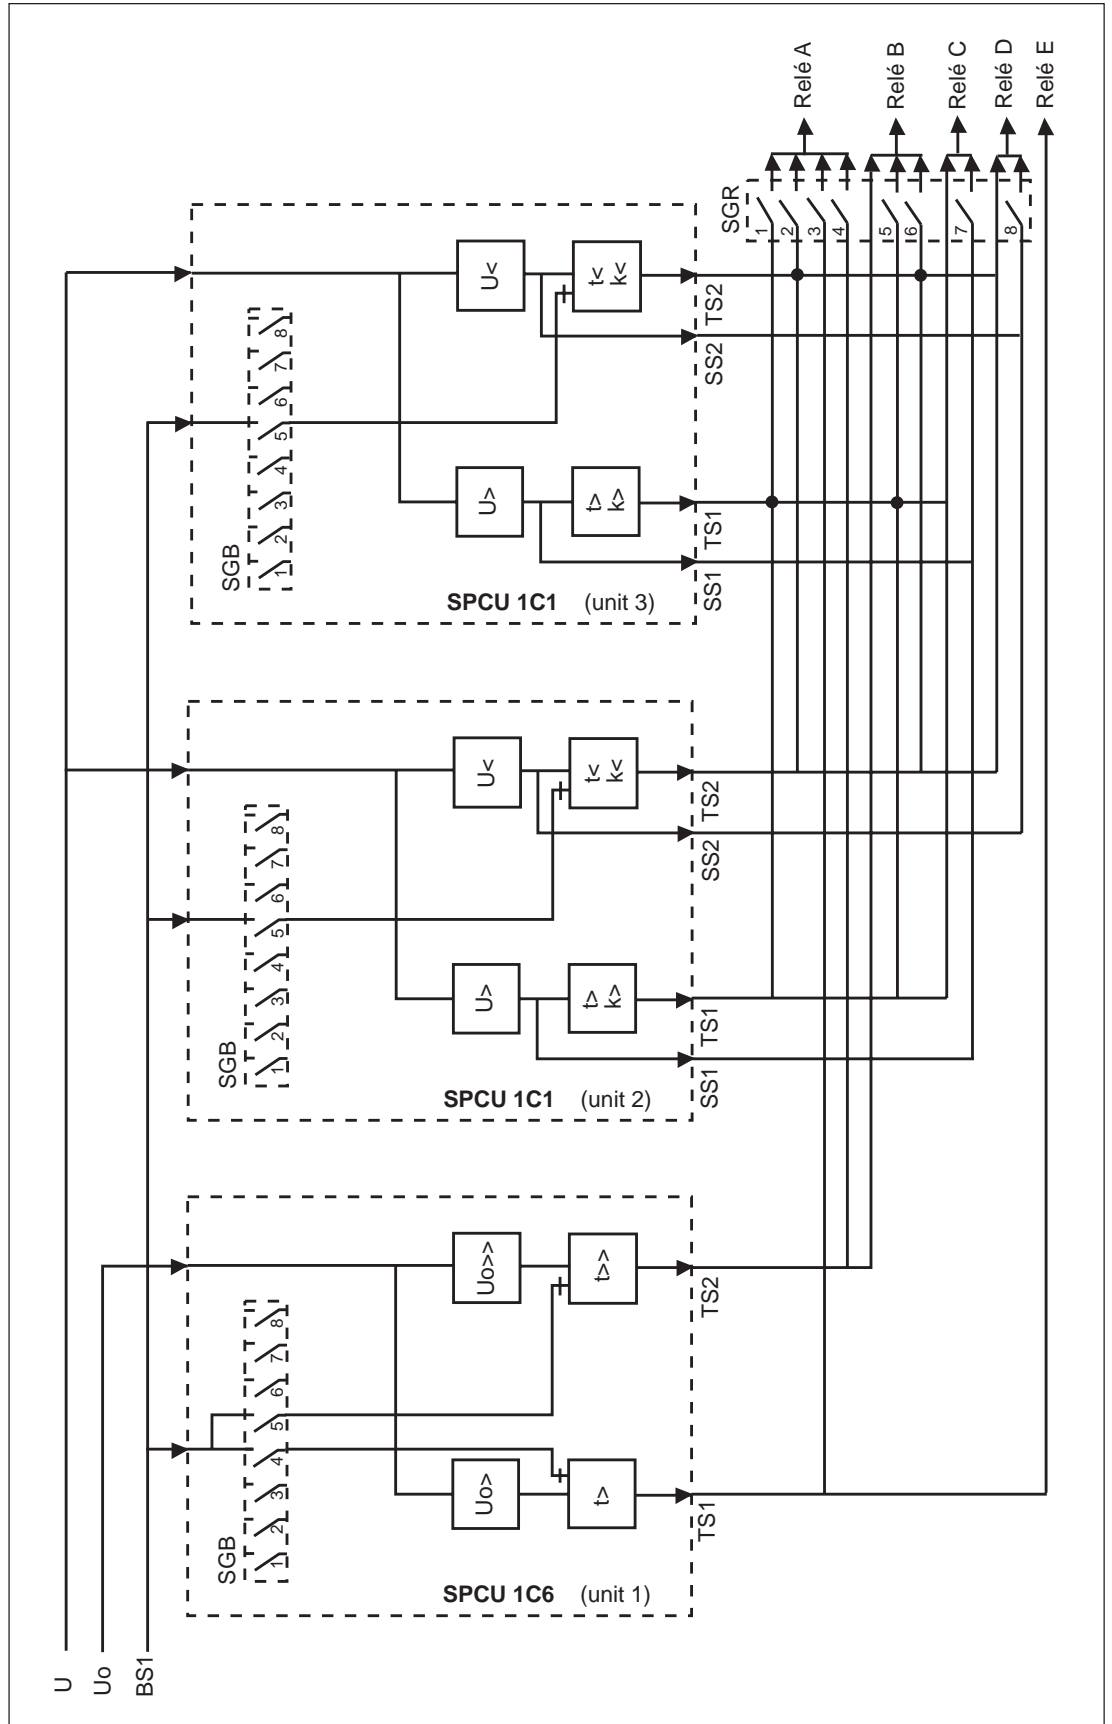 U
Uo
BS1
SGB
1 2 3 4 5 6 7 8
Uo>
t>
Uo>>
t>>
TS1
TS2
SPCU 1C6 (unit 1)
SGB
1 2 3 4 5 6 7 8
U>
t>
k>
U<
t<
k<
SS1
TS1
SS2
TS2
SPCU 1C1 (unit 2)
SGB
1 2 3 4 5 6 7 8
U>
t>
k>
U<
t<
k<
SS1
TS1
SS2
TS2
SPCU 1C1 (unit 3)
SGR
1 2 3 4 5 6 7 8
Relé A
Relé B
Relé C
Relé D
Relé E